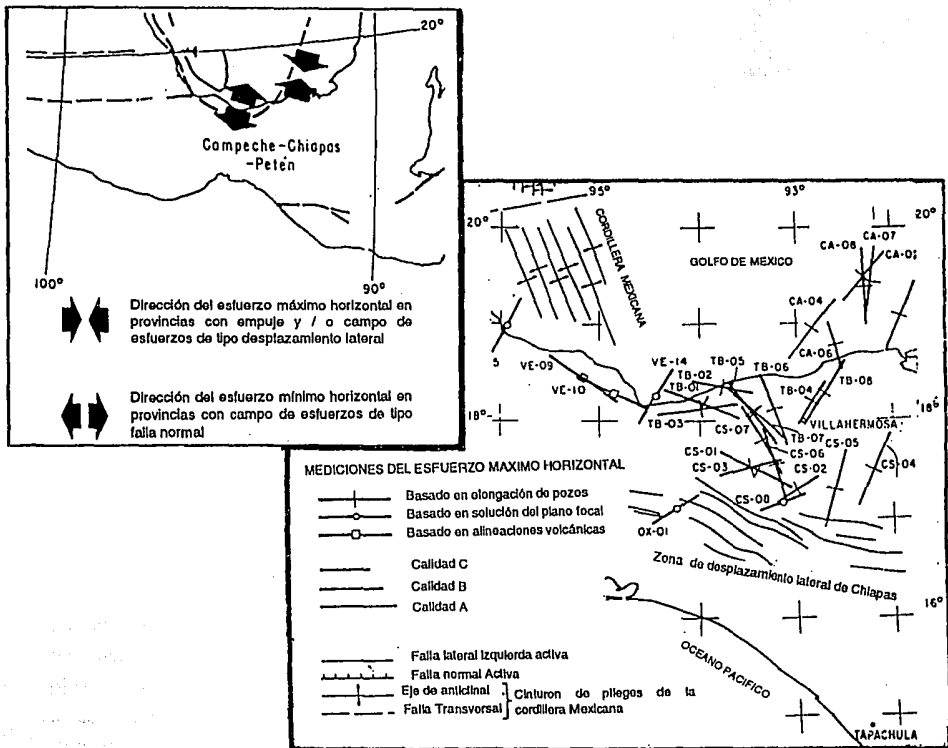 20°
Campeche-Chiapas
-Petén
100°
90°
Dirección del esfuerzo máximo horizontal en
provincias con empuje y / o campo de
esfuerzos de tipo desplazamiento lateral
Dirección del esfuerzo mínimo horizontal en
provincias con campo de esfuerzos de tipo
falla normal
95°
93°
20°
20°
CORDILLERA MEXICANA
GOLFO DE MEXICO
CA-08
CA-07
CA-04
CA-06
VE-09
VE-10
VE-14
TB-05
TB-02
TB-06
TB-01
TB-04
TB-08
TB-03
18°
18°
CS-07
VILLAHERMOSA
TB-07
CS-05
CS-01
CS-06
CS-03
CS-02
CS-04
CS-08
OX-01
MEDICIONES DEL ESFUERZO MAXIMO HORIZONTAL
Basado en elongación de pozos
Basado en solución del plano focal
Basado en alineaciones volcánicas
Calidad C
Calidad B
Calidad A
Zona de desplazamiento lateral de Chiapas
16°
Falla lateral izquierda activa
Falla normal Activa
Eje de anticlinal
Falla Transversal
Cinturon de plieges de la
cordillera Mexicana
OCEANO PACIFICO
TAPACHULA